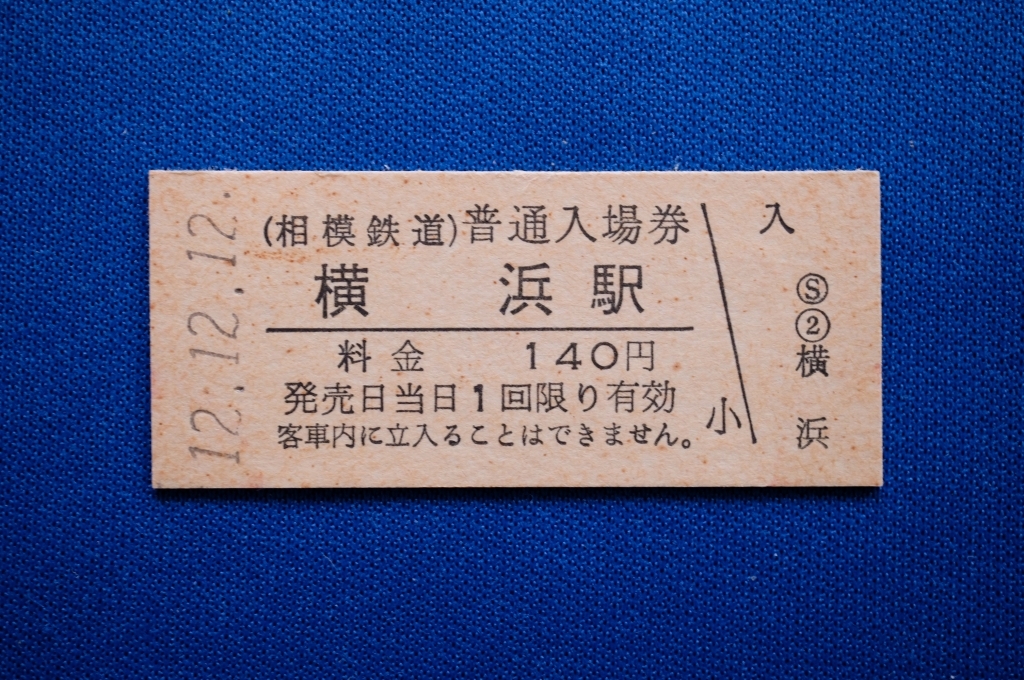 12.12.12.
(相模鉄道)普通入場券
横浜駅
料金 140円
発売日当日1回限り有効
客車内に立入ることはできません。
小
入
Ⓢ②横浜